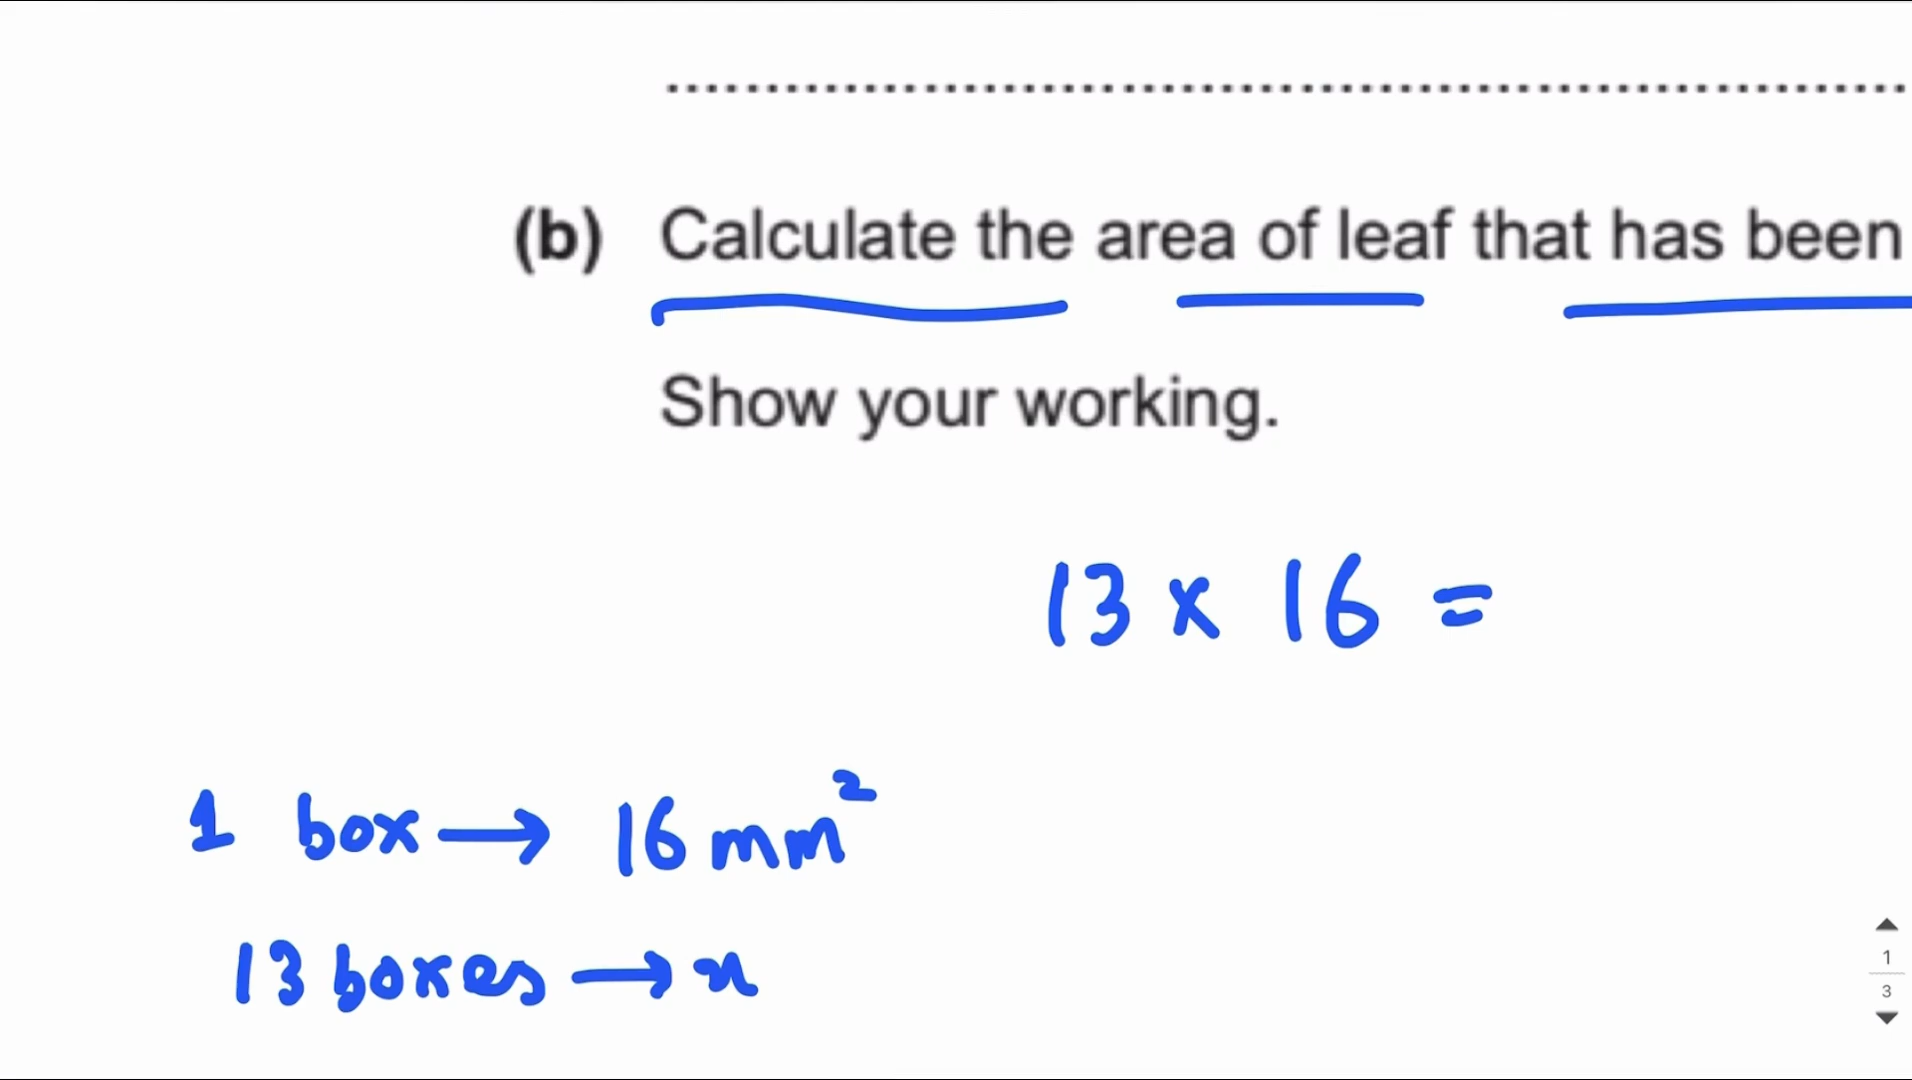 (b) Calculate the area of leaf that has been
Show your working.
13 x 16 =
1 box → 16 mm²
13 boxes → x
1
3